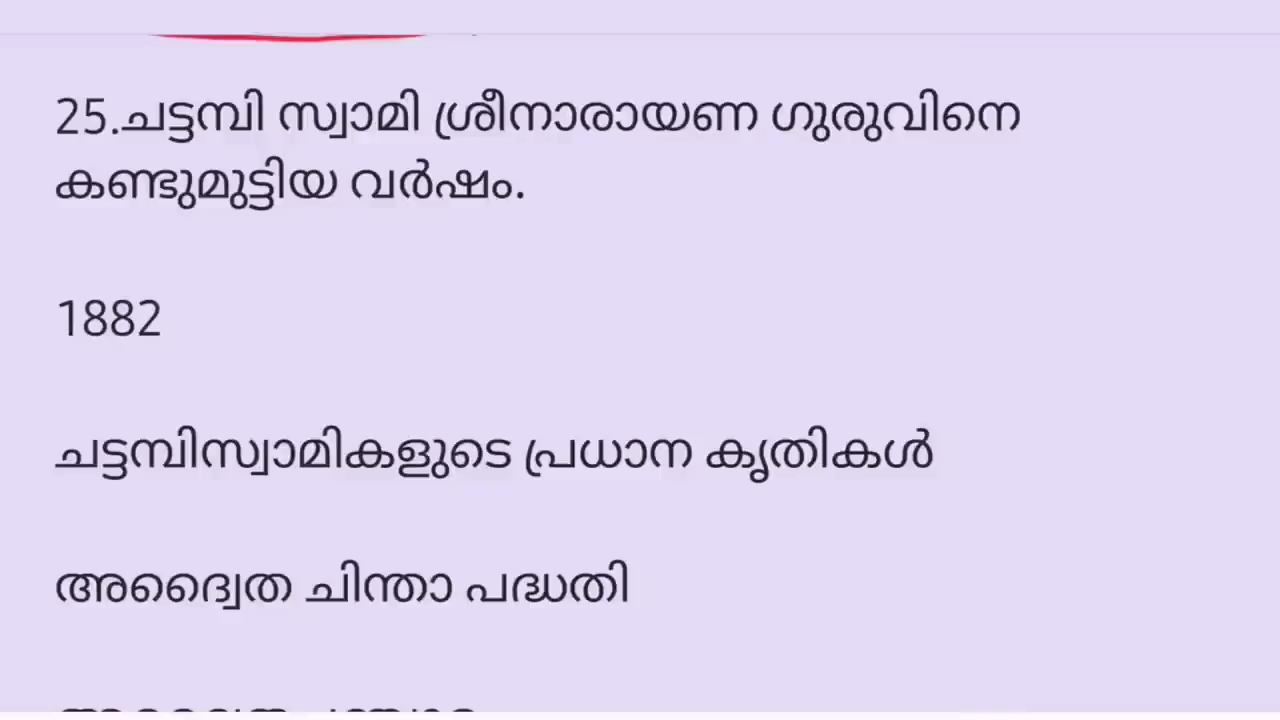 25.ചട്ടമ്പി സ്വാമി ശ്രീനാരായണ ഗുരുവിനെ
കണ്ടുമുട്ടിയ വർഷം.
1882
ചട്ടമ്പിസ്വാമികളുടെ പ്രധാന കൃതികൾ
അദ്വൈത ചിന്താ പദ്ധതി